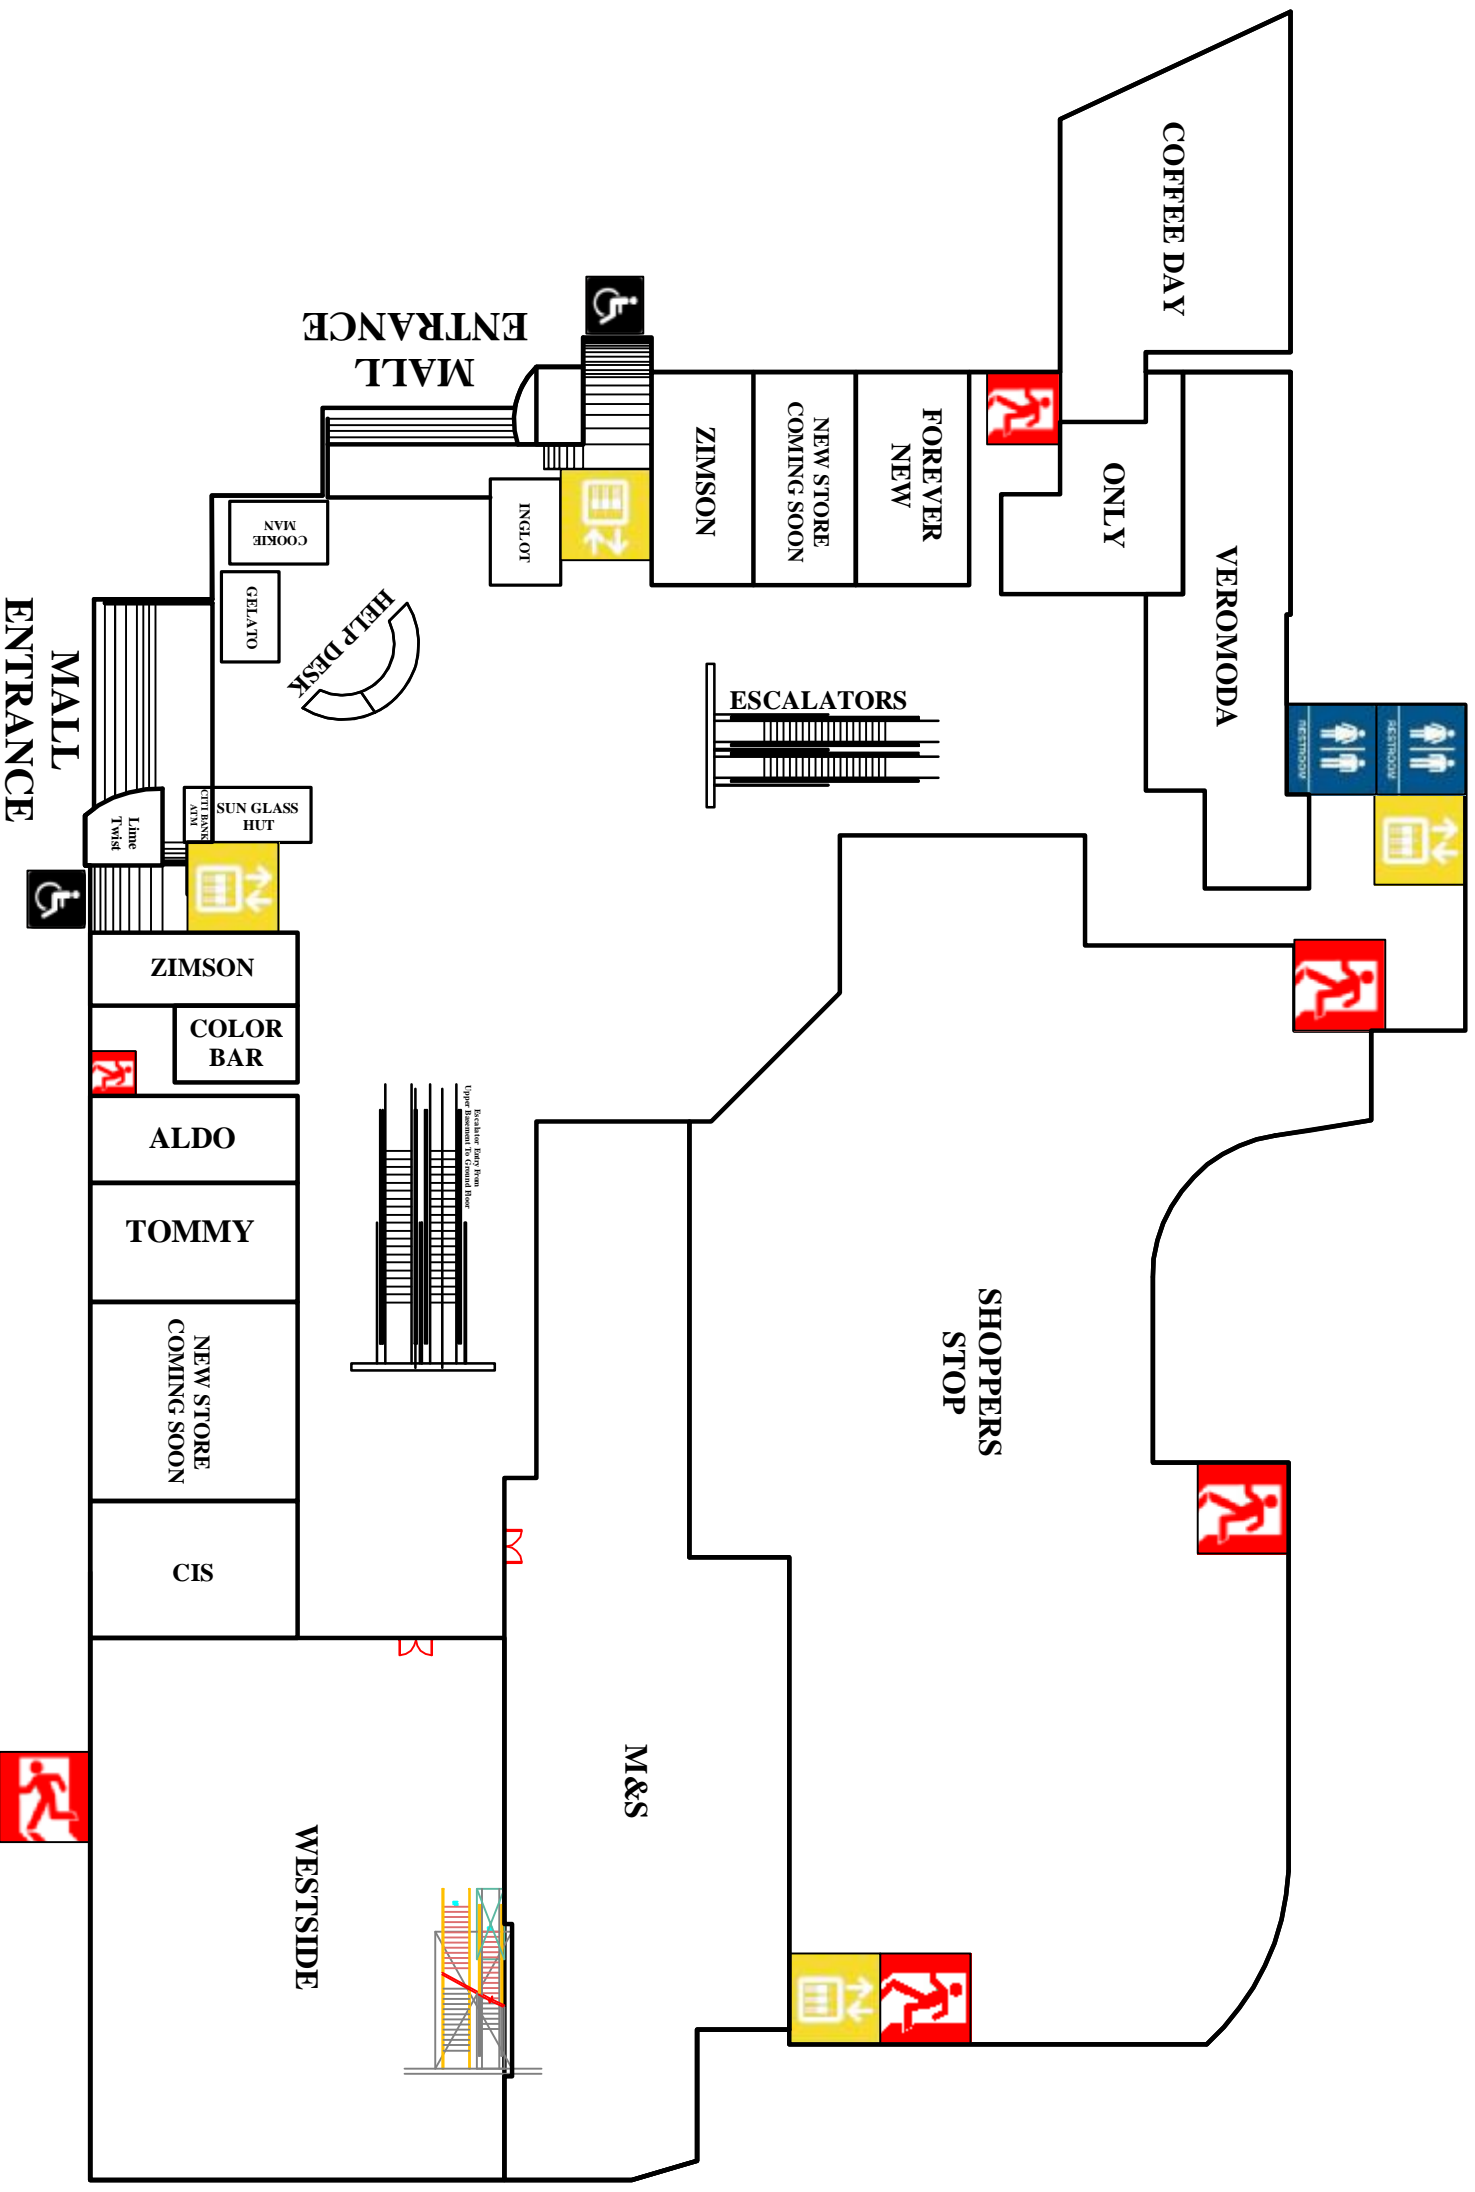 COFFEE DAY
MALL
ENTRANCE
ZIMSON
NEW STORE
COMING SOON
FOREVER
NEW
ONLY
VEROMODA
RESTROOM
RESTROOM
INGLOT
COOKIE
MAN
GELATO
HELP DESK
ESCALATORS
MALL
ENTRANCE
Lime
Twist
CITI BANK
ATM
SUN GLASS
HUT
ZIMSON
COLOR
BAR
ALDO
TOMMY
NEW STORE
COMING SOON
CIS
Escalator Entry From
Upper Basement To Ground Floor
SHOPPERS
STOP
M&S
WESTSIDE